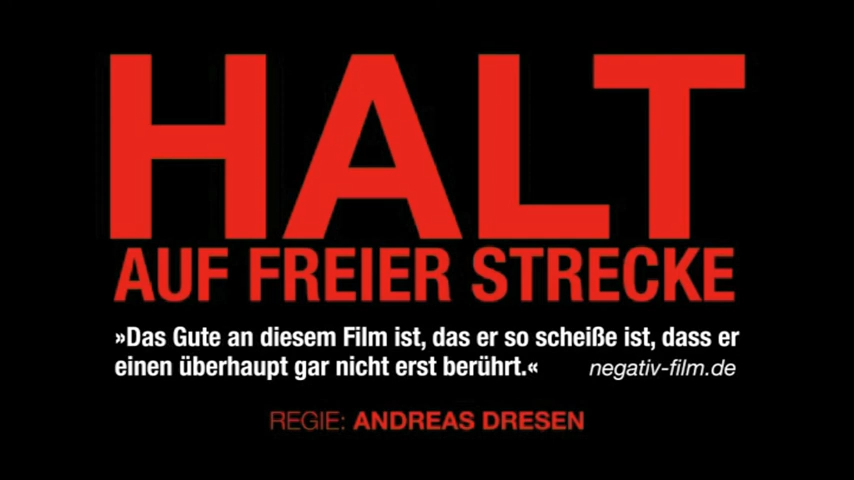 HALT
AUF FREIER STRECKE
»Das Gute an diesem Film ist, das er so scheiße ist, dass er
einen überhaupt gar nicht erst berührt.« negativ-film.de
REGIE: ANDREAS DRESEN